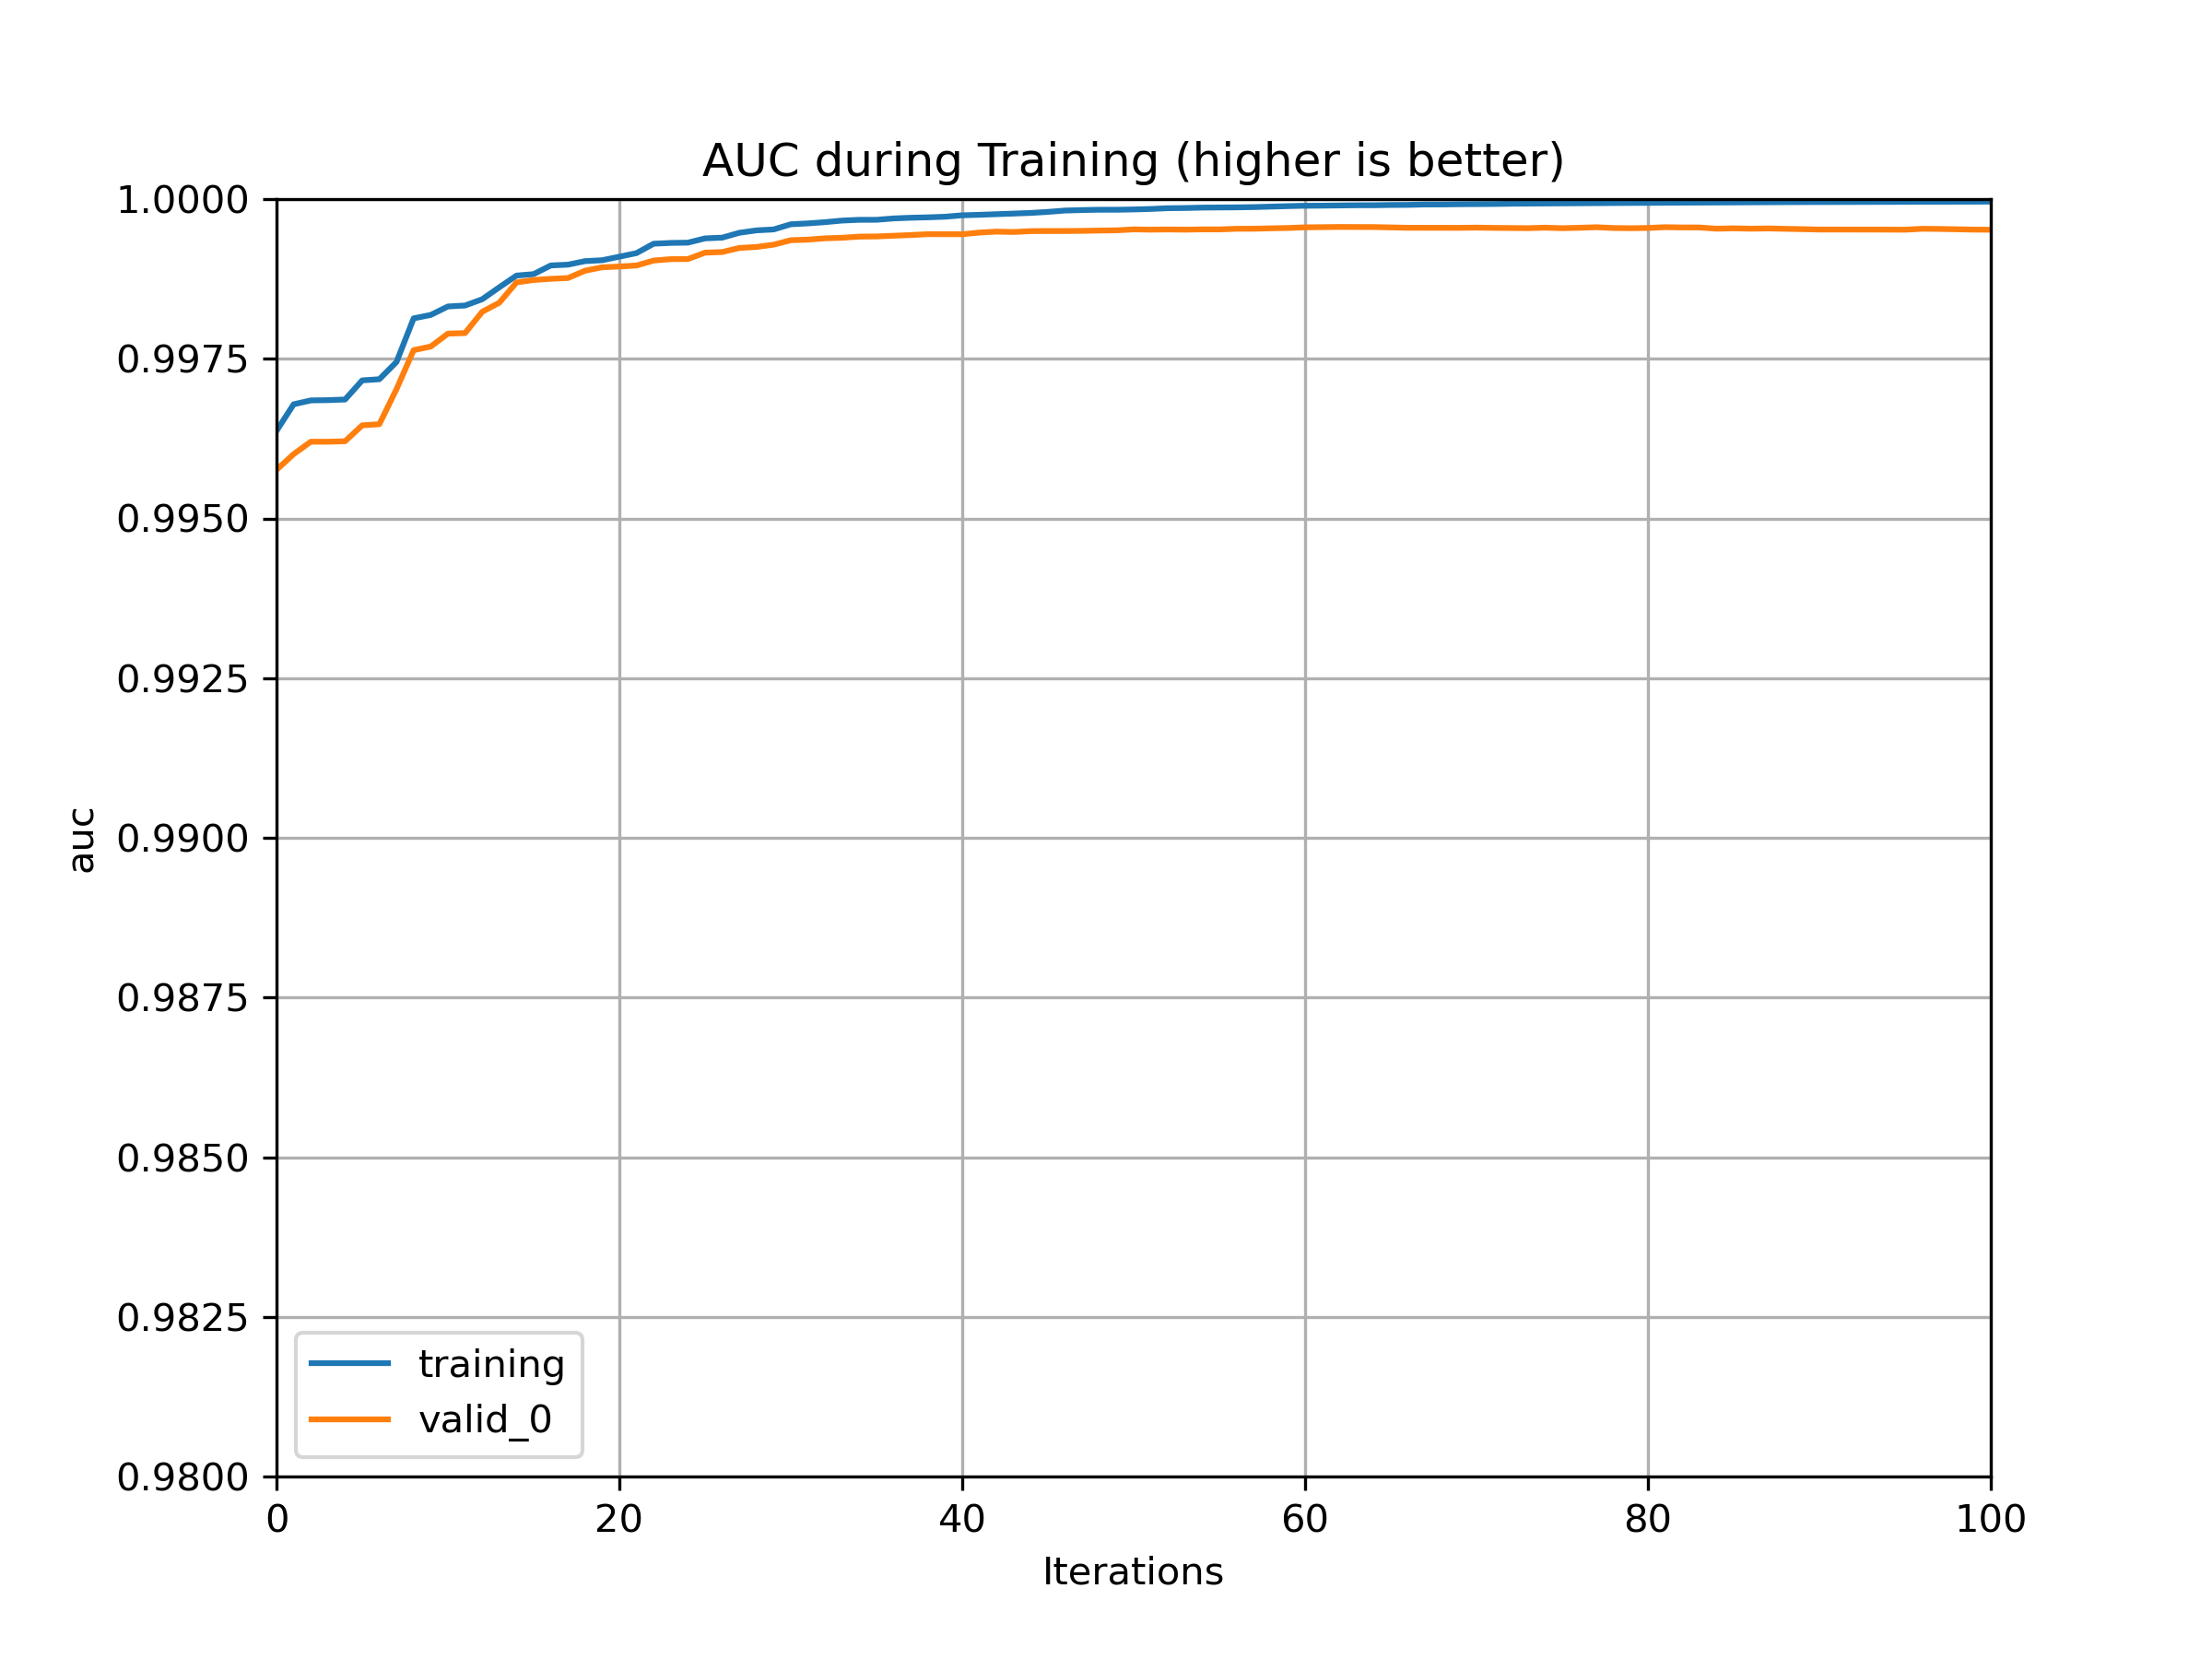 AUC during Training (higher is better)
1.0000
0.9975
0.9950
0.9925
0.9900
0.9875
0.9850
0.9825
0.9800
auc
training
valid_0
0 20 40 60 80 100
Iterations